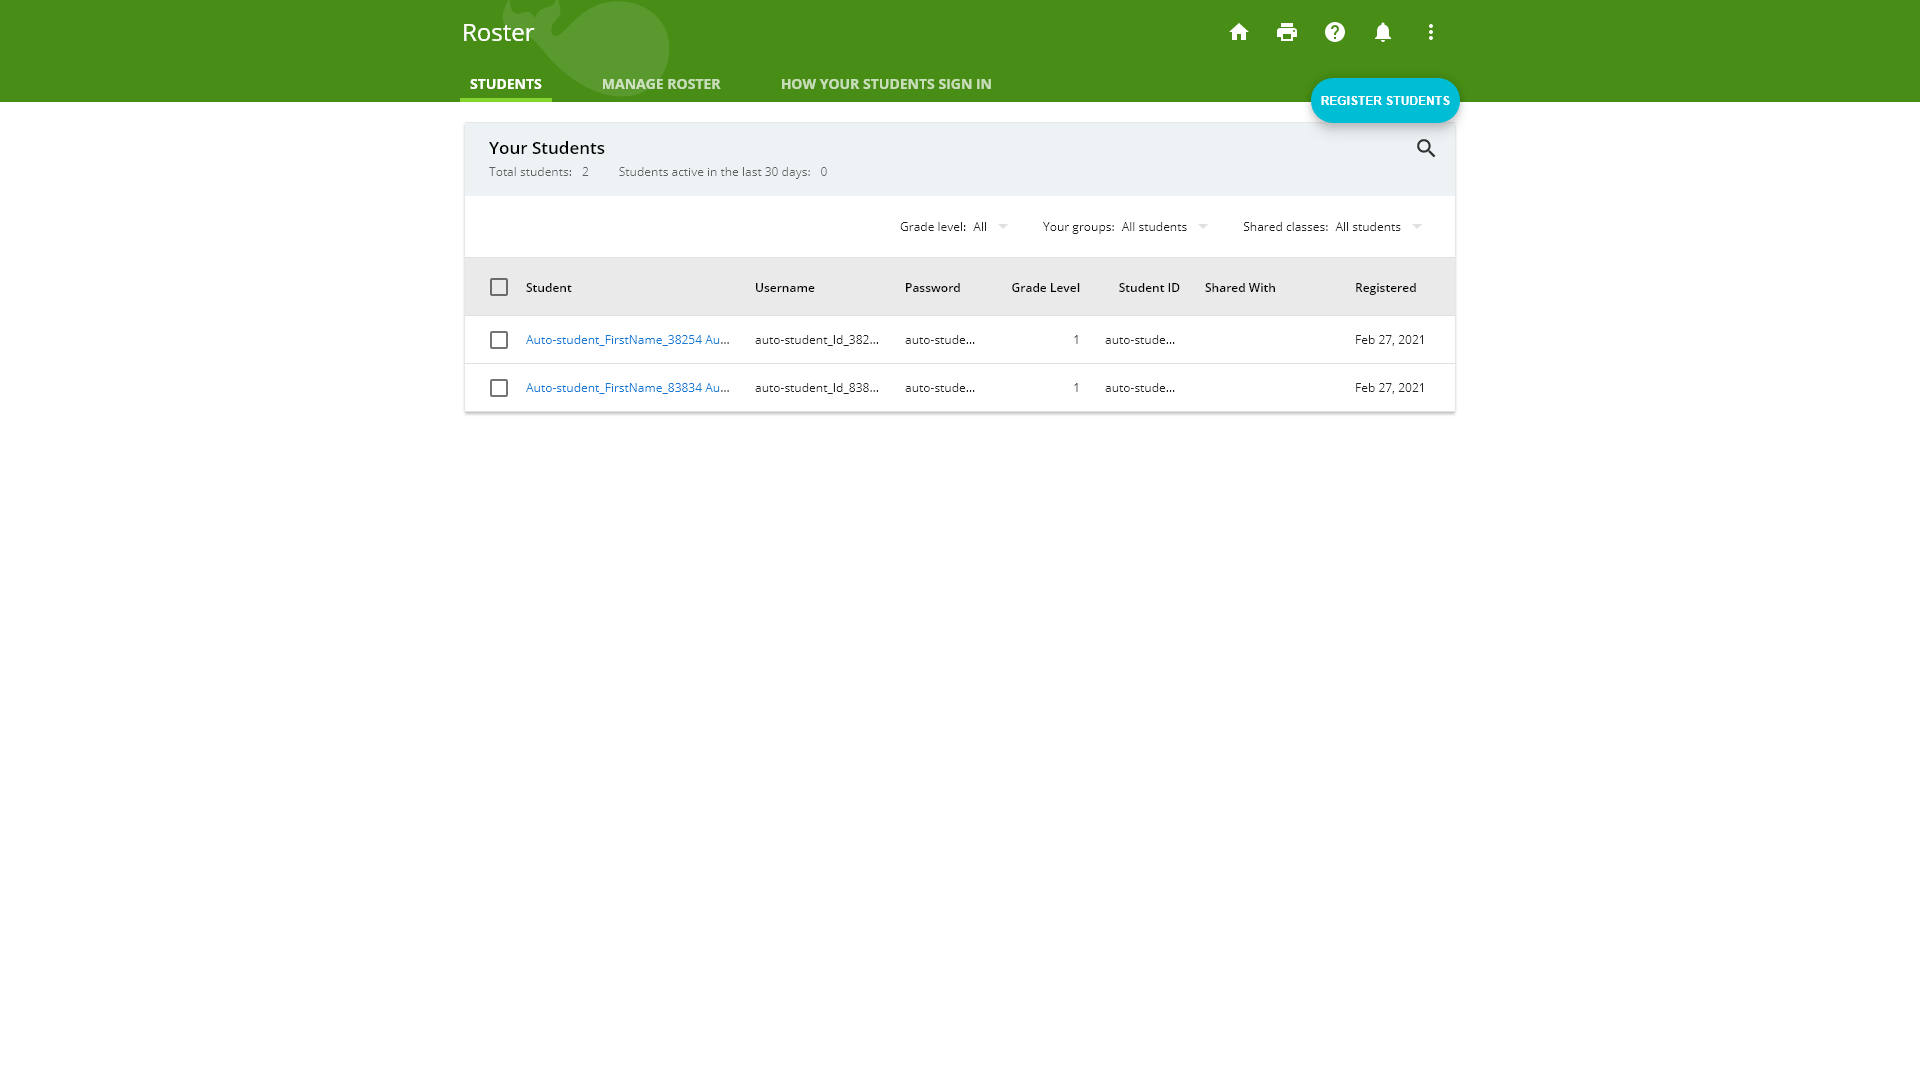 Roster
STUDENTS MANAGE ROSTER HOW YOUR STUDENTS SIGN IN
REGISTER STUDENTS
Your Students
Total students: 2 Students active in the last 30 days: 0
Grade level: All Your groups: All students Shared classes: All students
Student Username Password Grade Level Student ID Shared With Registered
Auto-student_FirstName_38254 Au... auto-student_Id_382... auto-stude... 1 auto-stude... Feb 27, 2021
Auto-student_FirstName_83834 Au... auto-student_Id_838... auto-stude... 1 auto-stude... Feb 27, 2021